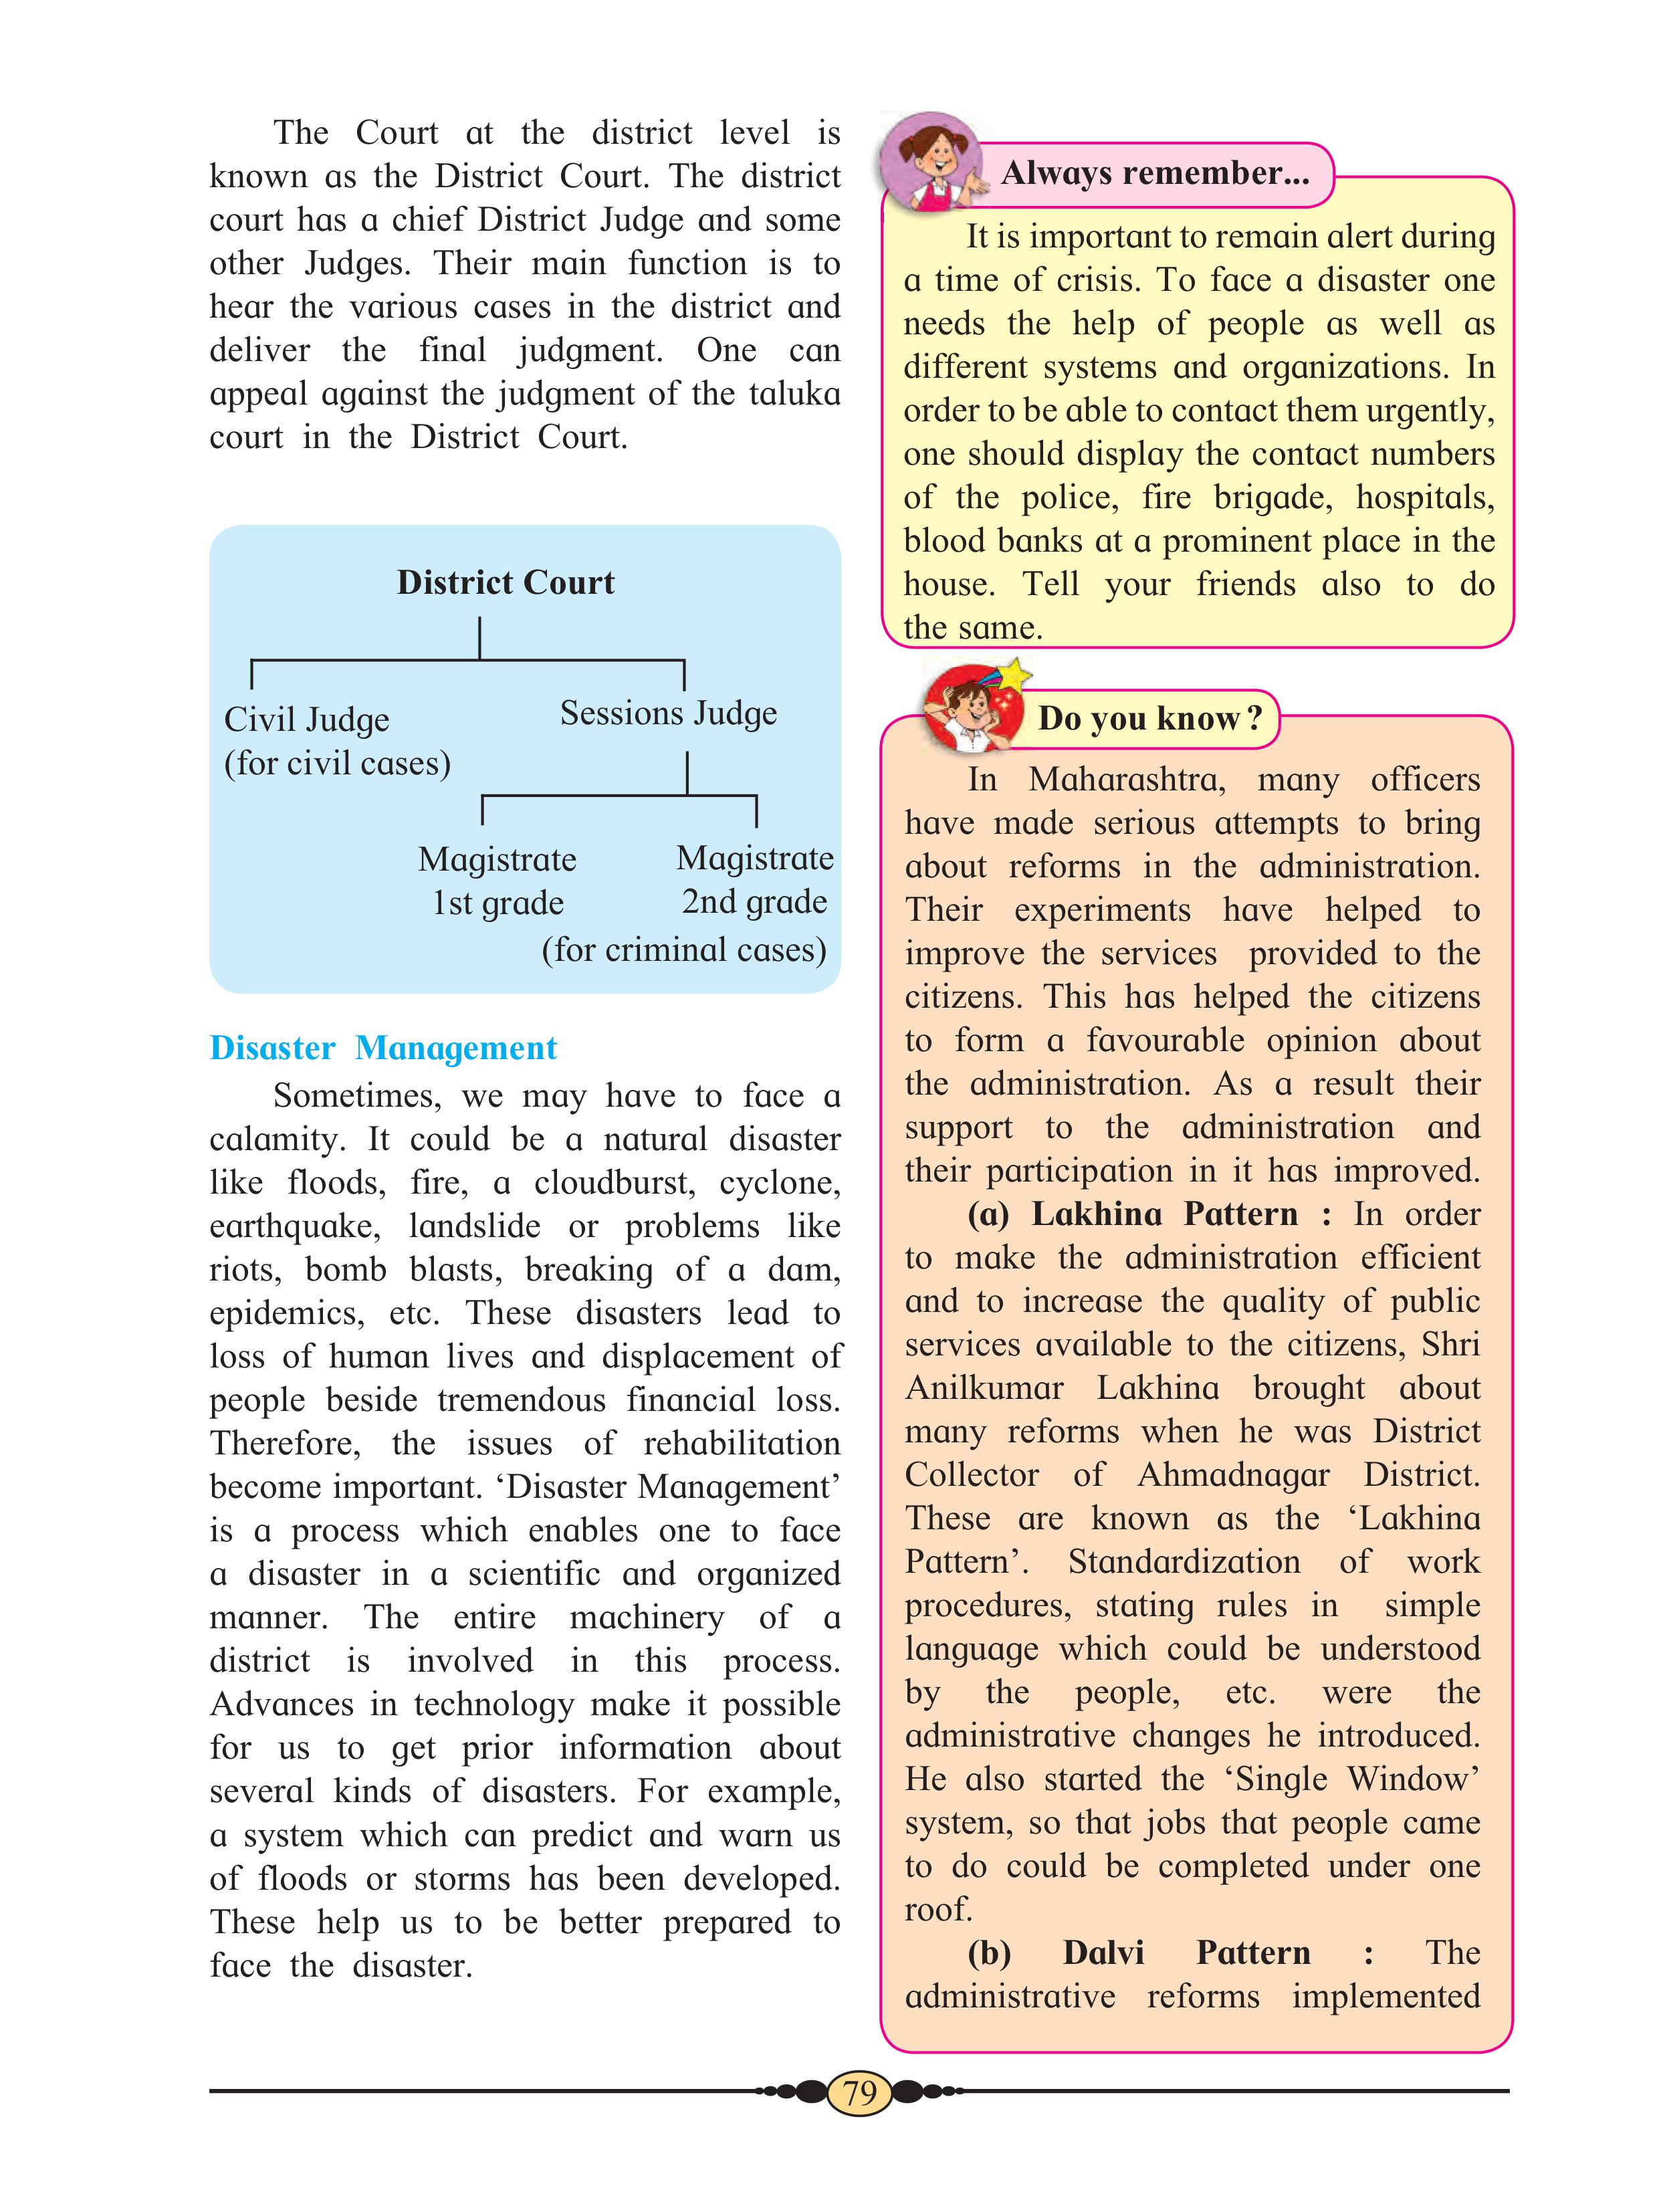 The Court at the district level is
known as the District Court. The district
court has a chief District Judge and some
other Judges. Their main function is to
hear the various cases in the district and
deliver the final judgment. One can
appeal against the judgment of the taluka
court in the District Court.
District Court
Civil Judge
(for civil cases)
Sessions Judge
Magistrate
1st grade
Magistrate
2nd grade
(for criminal cases)
Disaster Management
Sometimes, we may have to face a
calamity. It could be a natural disaster
like floods, fire, a cloudburst, cyclone,
earthquake, landslide or problems like
riots, bomb blasts, breaking of a dam,
epidemics, etc. These disasters lead to
loss of human lives and displacement of
people beside tremendous financial loss.
Therefore, the issues of rehabilitation
become important. ‘Disaster Management’
is a process which enables one to face
a disaster in a scientific and organized
manner. The entire machinery of a
district is involved in this process.
Advances in technology make it possible
for us to get prior information about
several kinds of disasters. For example,
a system which can predict and warn us
of floods or storms has been developed.
These help us to be better prepared to
face the disaster.
Always remember...
It is important to remain alert during
a time of crisis. To face a disaster one
needs the help of people as well as
different systems and organizations. In
order to be able to contact them urgently,
one should display the contact numbers
of the police, fire brigade, hospitals,
blood banks at a prominent place in the
house. Tell your friends also to do
the same.
Do you know ?
In Maharashtra, many officers
have made serious attempts to bring
about reforms in the administration.
Their experiments have helped to
improve the services provided to the
citizens. This has helped the citizens
to form a favourable opinion about
the administration. As a result their
support to the administration and
their participation in it has improved.
(a) Lakhina Pattern : In order
to make the administration efficient
and to increase the quality of public
services available to the citizens, Shri
Anilkumar Lakhina brought about
many reforms when he was District
Collector of Ahmadnagar District.
These are known as the ‘Lakhina
Pattern’. Standardization of work
procedures, stating rules in simple
language which could be understood
by the people, etc. were the
administrative changes he introduced.
He also started the ‘Single Window’
system, so that jobs that people came
to do could be completed under one
roof.
(b) Dalvi Pattern : The
administrative reforms implemented
79